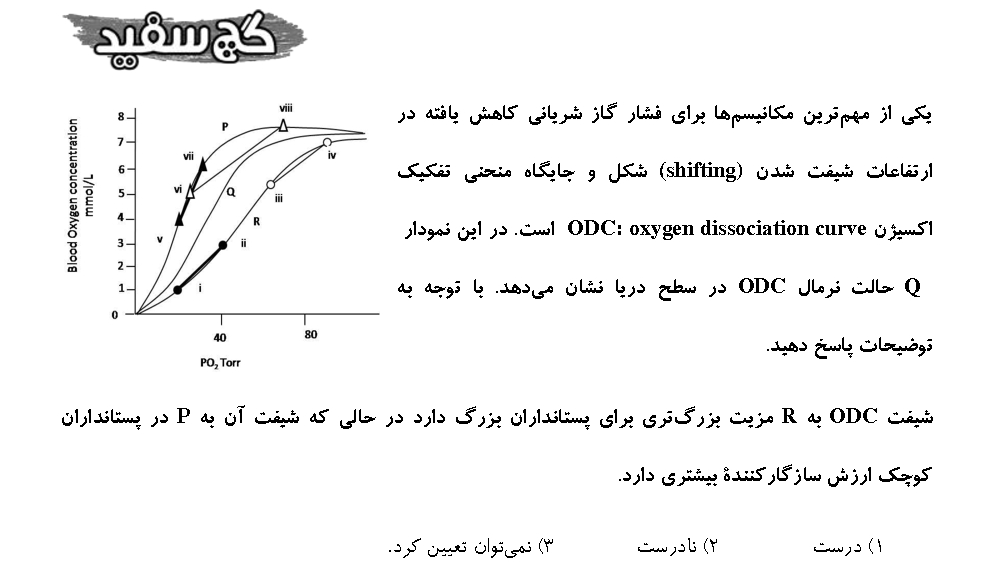 گچ سفید
یکی از مهم‌ترین مکانیسم‌ها برای فشار گاز شریانی کاهش یافته در
ارتفاعات شیفت شدن (shifting) شکل و جایگاه منحنی تفکیک
اکسیژن ODC: oxygen dissociation curve است. در این نمودار
Q حالت نرمال ODC در سطح دریا نشان می‌دهد. با توجه به
توضیحات پاسخ دهید.
Blood Oxygen concentration
mmol/L
8
7
6
5
4
3
2
1
0
40
80
PO2 Torr
P
Q
R
i
ii
iii
iv
v
vi
vii
viii
شیفت ODC به R مزیت بزرگ‌تری برای پستانداران بزرگ دارد در حالی که شیفت آن به P در پستانداران
کوچک ارزش سازگارکنندهٔ بیشتری دارد.
۱) درست ۲) نادرست ۳) نمی‌توان تعیین کرد.